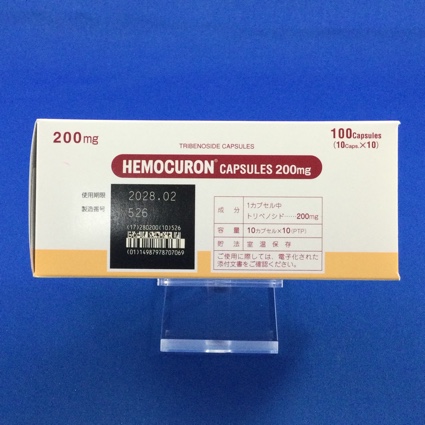 200mg
100Capsules
(10Caps.×10)
TRIBENOSIDE CAPSULES
HEMOCURON® CAPSULES 200mg
使用期限 2028.02
製造番号 526
(17)280200(10)526
(01)14987978707069
成分 1カプセル中
トリベノシド……200mg
容量 10カプセル×10(PTP)
貯法 室温保存
ご使用に際しては、電子化された
添付文書をご確認ください。